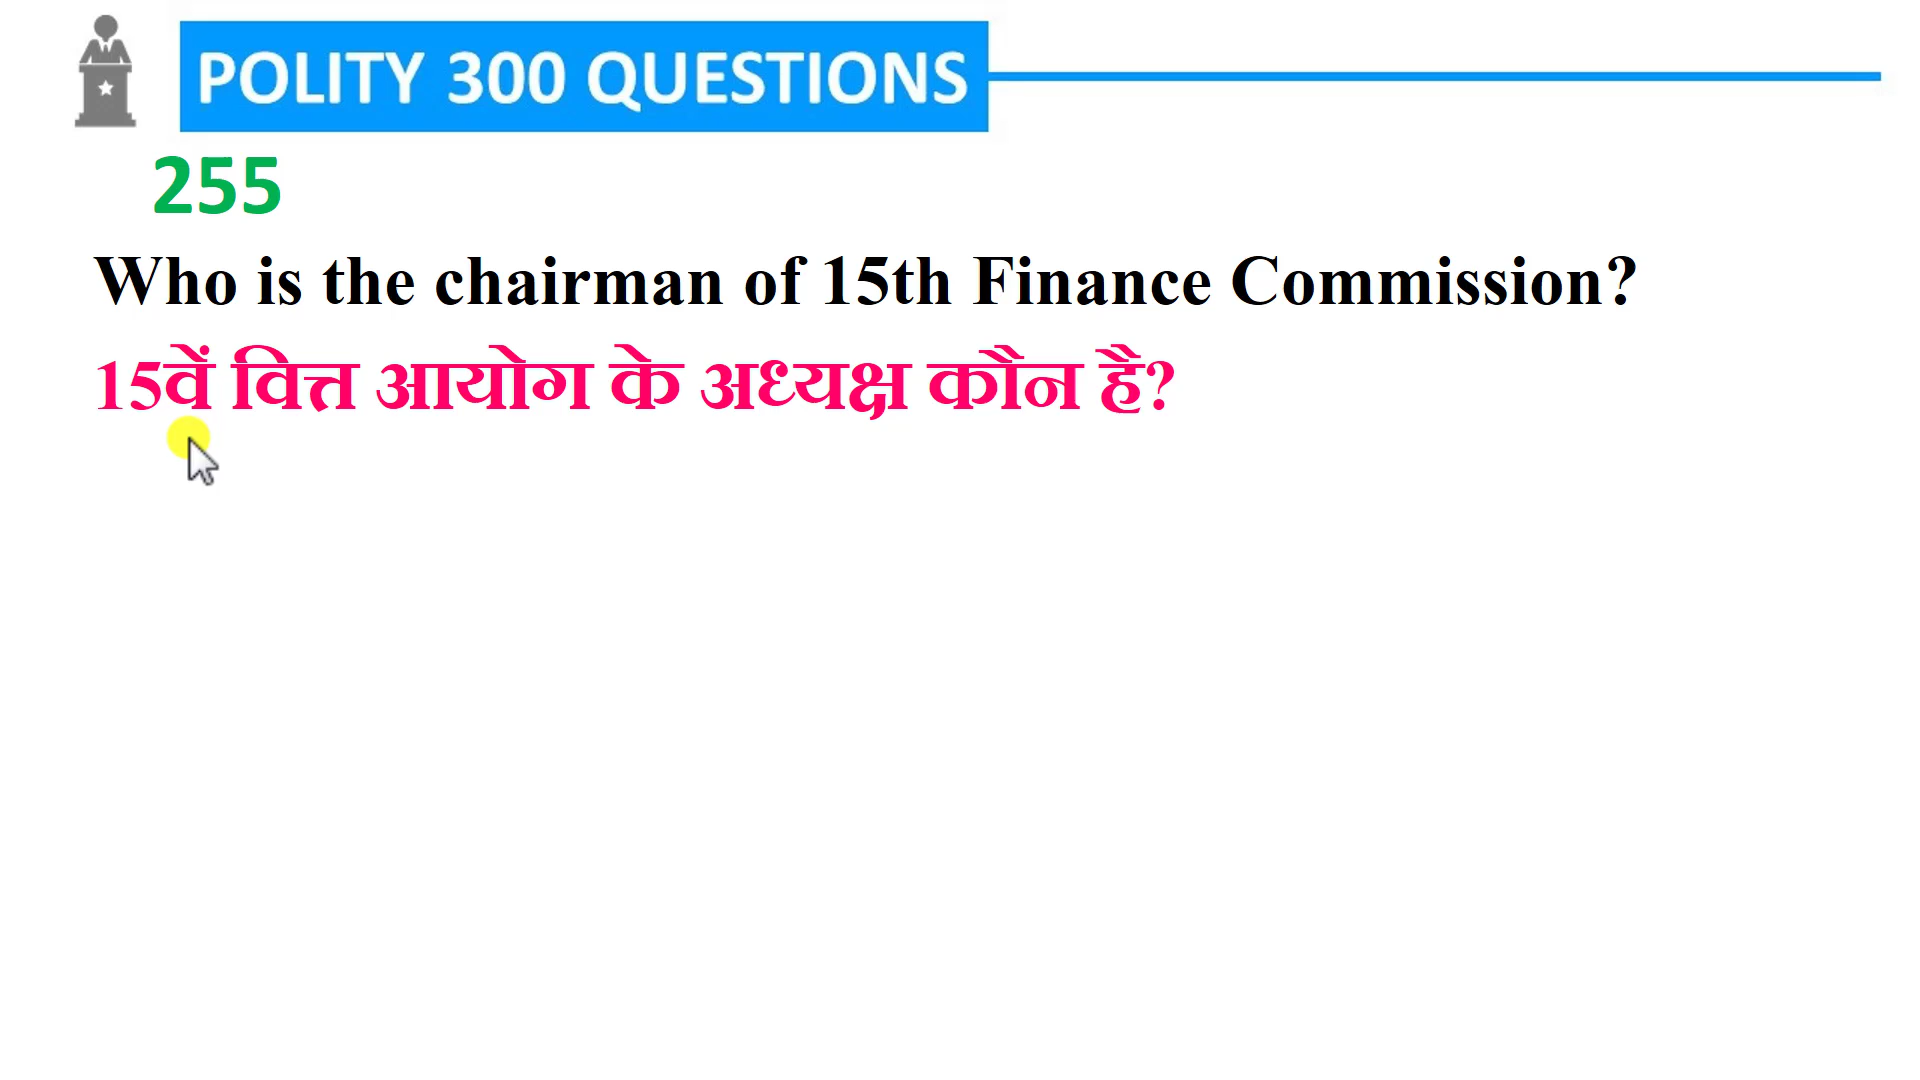 POLITY 300 QUESTIONS
255
Who is the chairman of 15th Finance Commission?
15वें वित्त आयोग के अध्यक्ष कौन है?